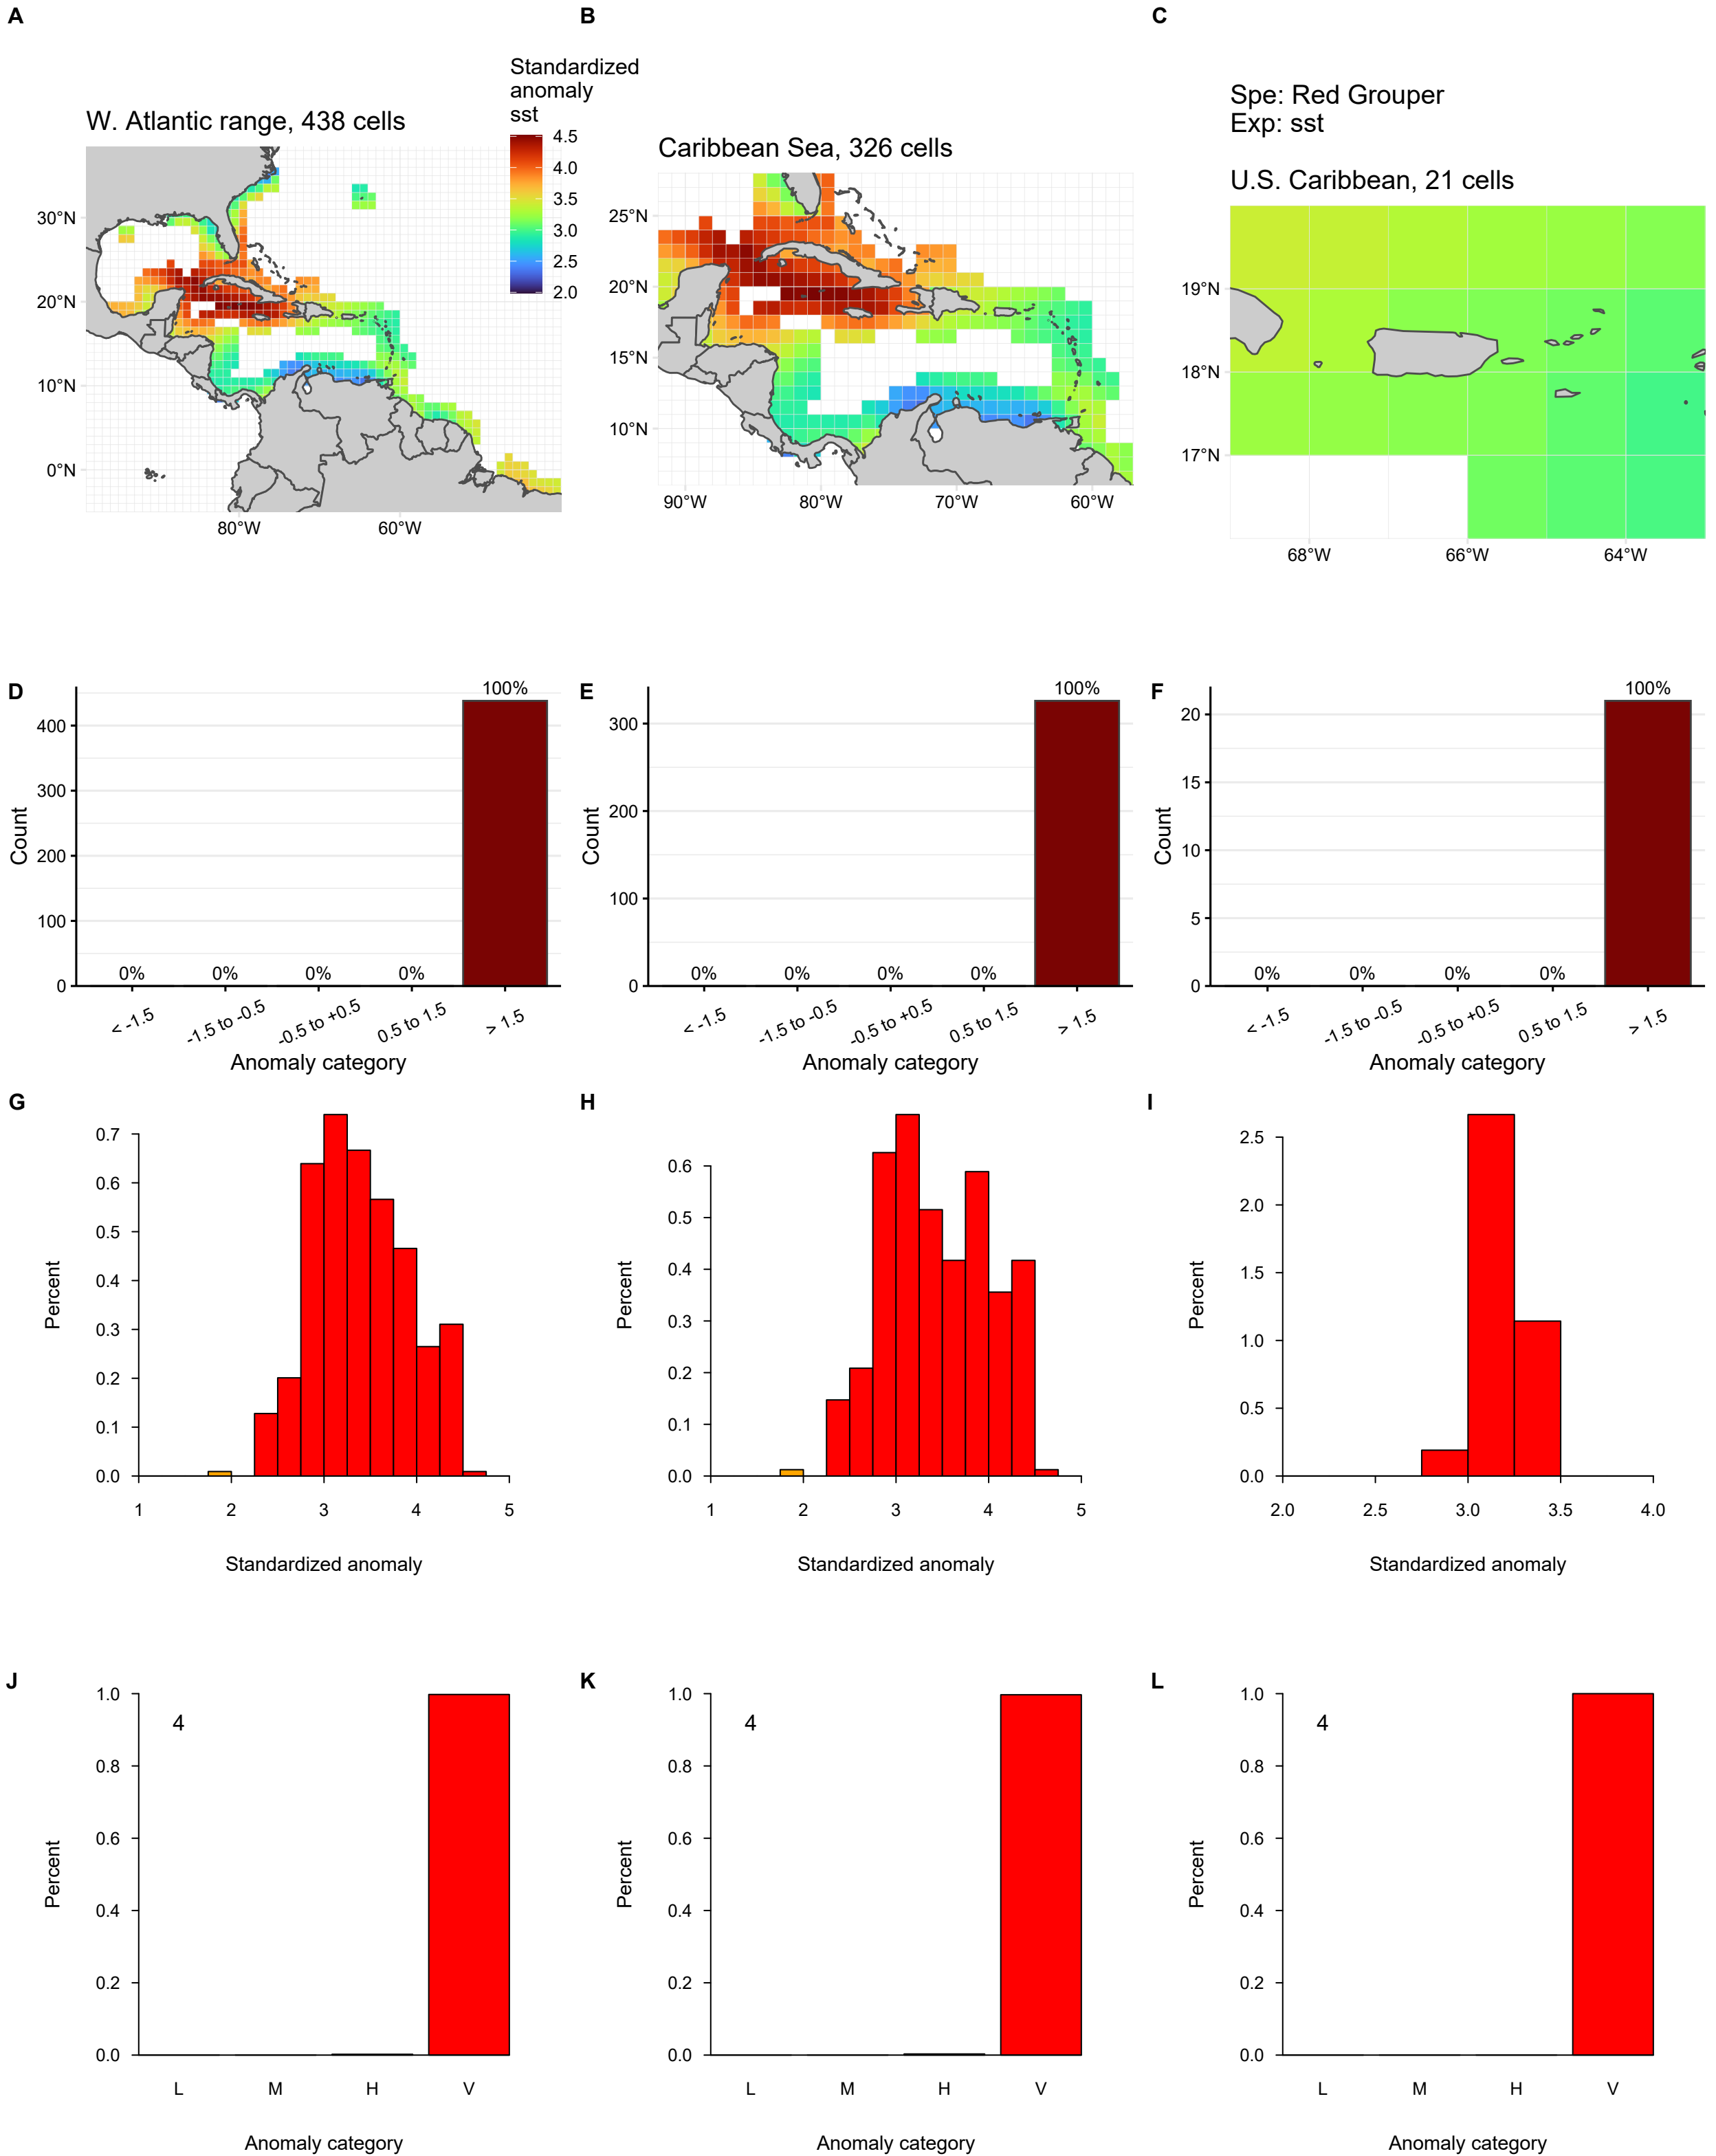 A
B
C
Standardized
anomaly
sst
4.5
4.0
3.5
3.0
2.5
2.0
W. Atlantic range, 438 cells
30°N
20°N
10°N
0°N
80°W
60°W
Caribbean Sea, 326 cells
25°N
20°N
15°N
10°N
90°W
80°W
70°W
60°W
Spe: Red Grouper
Exp: sst
U.S. Caribbean, 21 cells
19°N
18°N
17°N
68°W
66°W
64°W
D
Count
400
300
200
100
0
0%
0%
0%
0%
100%
< -1.5
-1.5 to -0.5
-0.5 to +0.5
0.5 to 1.5
> 1.5
Anomaly category
E
Count
300
200
100
0
0%
0%
0%
0%
100%
< -1.5
-1.5 to -0.5
-0.5 to +0.5
0.5 to 1.5
> 1.5
Anomaly category
F
Count
20
15
10
5
0
0%
0%
0%
0%
100%
< -1.5
-1.5 to -0.5
-0.5 to +0.5
0.5 to 1.5
> 1.5
Anomaly category
G
Percent
0.7
0.6
0.5
0.4
0.3
0.2
0.1
0.0
1
2
3
4
5
Standardized anomaly
H
Percent
0.6
0.5
0.4
0.3
0.2
0.1
0.0
1
2
3
4
5
Standardized anomaly
I
Percent
2.5
2.0
1.5
1.0
0.5
0.0
2.0
2.5
3.0
3.5
4.0
Standardized anomaly
J
Percent
1.0
0.8
0.6
0.4
0.2
0.0
4
L
M
H
V
Anomaly category
K
Percent
1.0
0.8
0.6
0.4
0.2
0.0
4
L
M
H
V
Anomaly category
L
Percent
1.0
0.8
0.6
0.4
0.2
0.0
4
L
M
H
V
Anomaly category